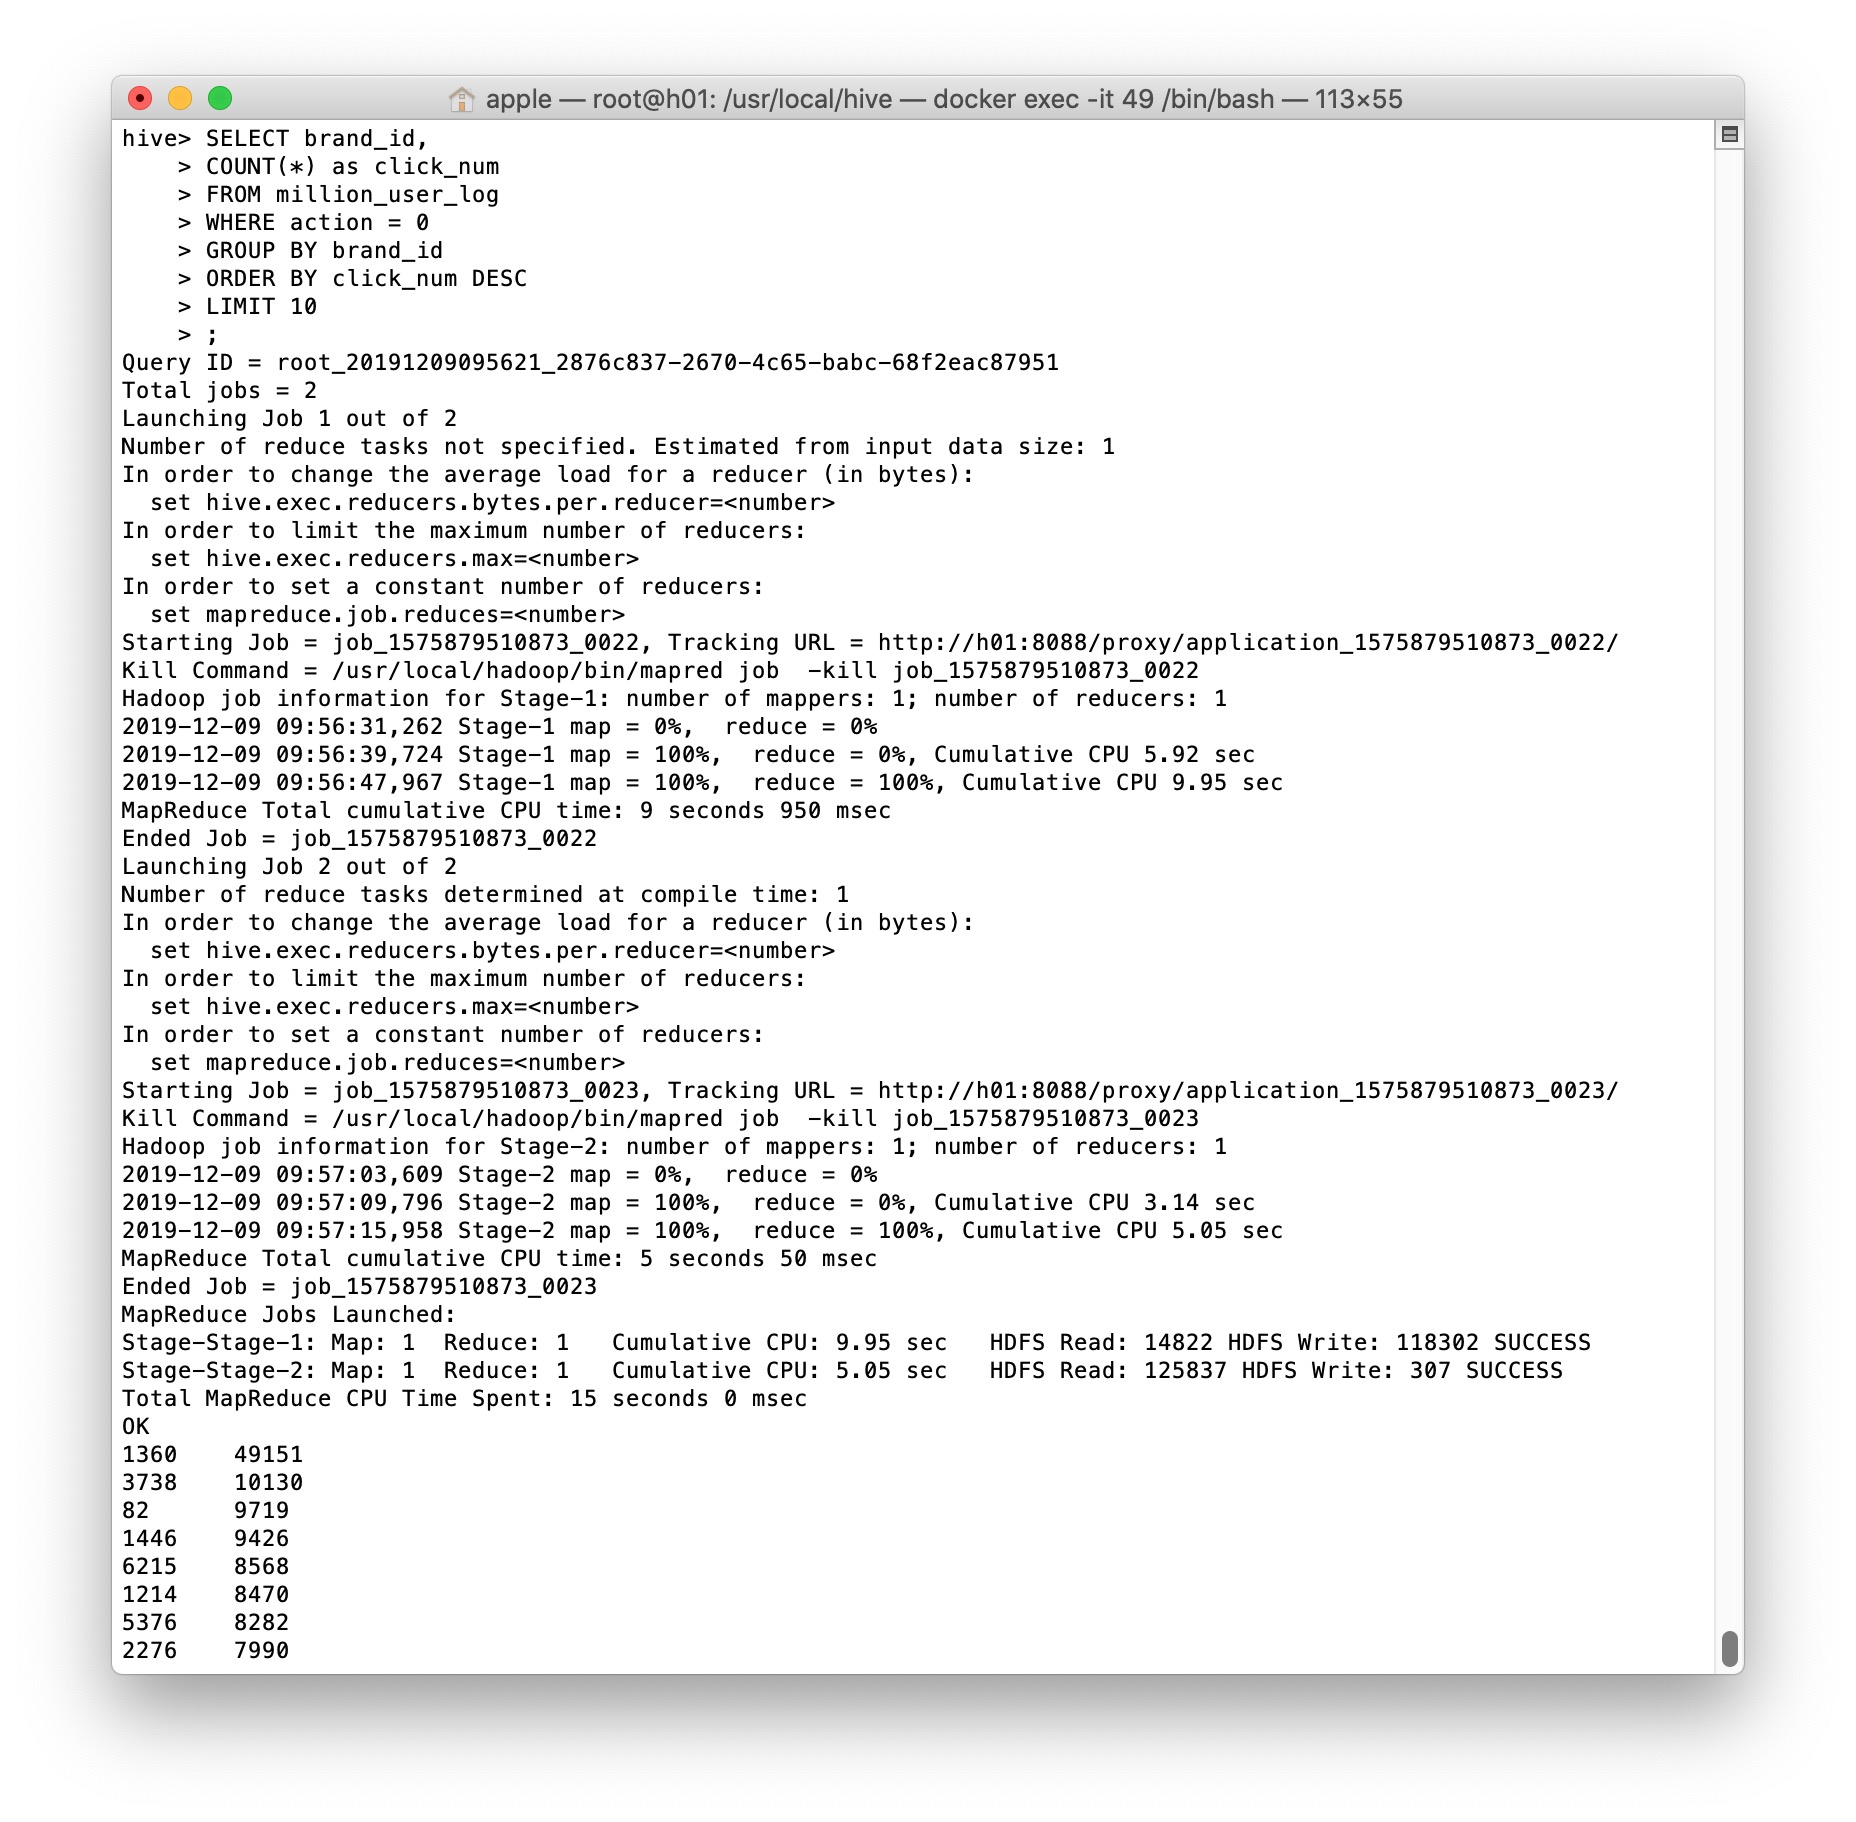 apple — root@h01: /usr/local/hive — docker exec -it 49 /bin/bash — 113×55
hive> SELECT brand_id,
    > COUNT(*) as click_num
    > FROM million_user_log
    > WHERE action = 0
    > GROUP BY brand_id
    > ORDER BY click_num DESC
    > LIMIT 10
    > ;
Query ID = root_20191209095621_2876c837-2670-4c65-babc-68f2eac87951
Total jobs = 2
Launching Job 1 out of 2
Number of reduce tasks not specified. Estimated from input data size: 1
In order to change the average load for a reducer (in bytes):
  set hive.exec.reducers.bytes.per.reducer=<number>
In order to limit the maximum number of reducers:
  set hive.exec.reducers.max=<number>
In order to set a constant number of reducers:
  set mapreduce.job.reduces=<number>
Starting Job = job_1575879510873_0022, Tracking URL = http://h01:8088/proxy/application_1575879510873_0022/
Kill Command = /usr/local/hadoop/bin/mapred job  -kill job_1575879510873_0022
Hadoop job information for Stage-1: number of mappers: 1; number of reducers: 1
2019-12-09 09:56:31,262 Stage-1 map = 0%,  reduce = 0%
2019-12-09 09:56:39,724 Stage-1 map = 100%,  reduce = 0%, Cumulative CPU 5.92 sec
2019-12-09 09:56:47,967 Stage-1 map = 100%,  reduce = 100%, Cumulative CPU 9.95 sec
MapReduce Total cumulative CPU time: 9 seconds 950 msec
Ended Job = job_1575879510873_0022
Launching Job 2 out of 2
Number of reduce tasks determined at compile time: 1
In order to change the average load for a reducer (in bytes):
  set hive.exec.reducers.bytes.per.reducer=<number>
In order to limit the maximum number of reducers:
  set hive.exec.reducers.max=<number>
In order to set a constant number of reducers:
  set mapreduce.job.reduces=<number>
Starting Job = job_1575879510873_0023, Tracking URL = http://h01:8088/proxy/application_1575879510873_0023/
Kill Command = /usr/local/hadoop/bin/mapred job  -kill job_1575879510873_0023
Hadoop job information for Stage-2: number of mappers: 1; number of reducers: 1
2019-12-09 09:57:03,609 Stage-2 map = 0%,  reduce = 0%
2019-12-09 09:57:09,796 Stage-2 map = 100%,  reduce = 0%, Cumulative CPU 3.14 sec
2019-12-09 09:57:15,958 Stage-2 map = 100%,  reduce = 100%, Cumulative CPU 5.05 sec
MapReduce Total cumulative CPU time: 5 seconds 50 msec
Ended Job = job_1575879510873_0023
MapReduce Jobs Launched:
Stage-Stage-1: Map: 1  Reduce: 1   Cumulative CPU: 9.95 sec   HDFS Read: 14822 HDFS Write: 118302 SUCCESS
Stage-Stage-2: Map: 1  Reduce: 1   Cumulative CPU: 5.05 sec   HDFS Read: 125837 HDFS Write: 307 SUCCESS
Total MapReduce CPU Time Spent: 15 seconds 0 msec
OK
1360    49151
3738    10130
82      9719
1446    9426
6215    8568
1214    8470
5376    8282
2276    7990